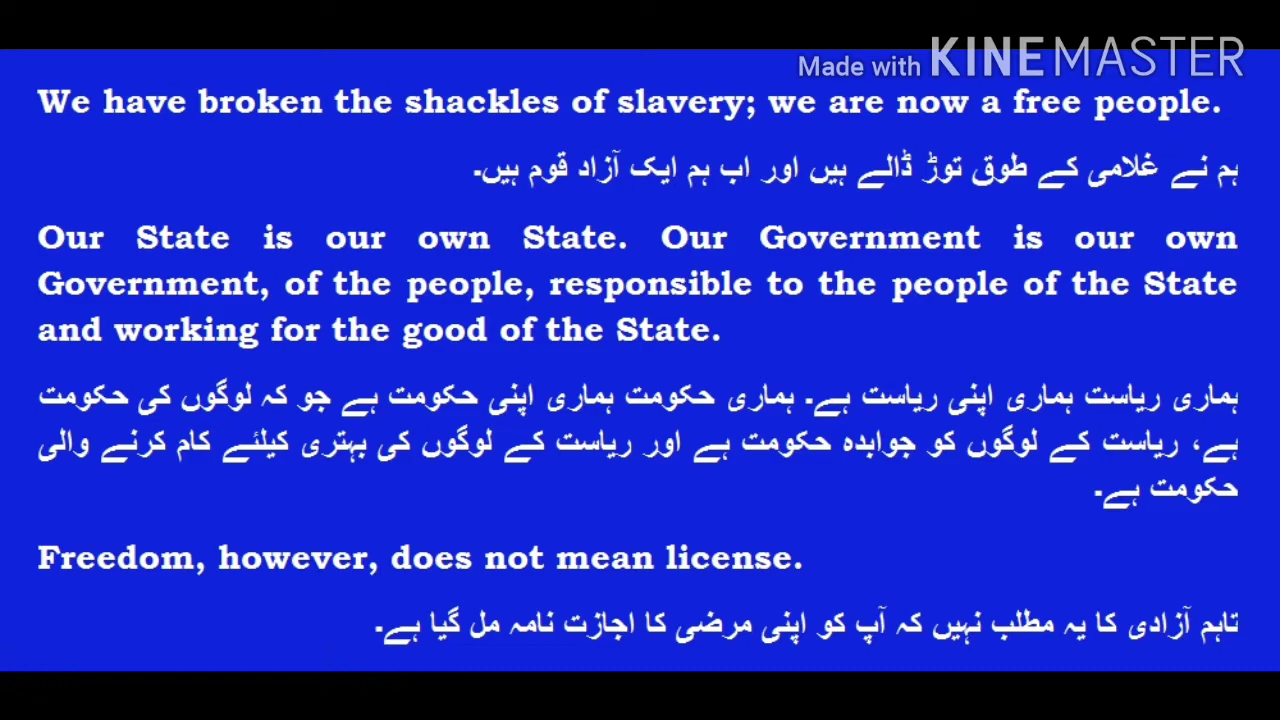 Made with KINEMASTER
We have broken the shackles of slavery; we are now a free people.
ہم نے غلامی کے طوق توڑ ڈالے ہیں اور اب ہم ایک آزاد قوم ہیں۔
Our State is our own State. Our Government is our own
Government, of the people, responsible to the people of the State
and working for the good of the State.
ہماری ریاست ہماری اپنی ریاست ہے۔ ہماری حکومت ہماری اپنی حکومت ہے جو کہ لوگوں کی حکومت
ہے، ریاست کے لوگوں کو جوابدہ حکومت ہے اور ریاست کے لوگوں کی بہتری کیلئے کام کرنے والی
حکومت ہے۔
Freedom, however, does not mean license.
تاہم آزادی کا یہ مطلب نہیں کہ آپ کو اپنی مرضی کا اجازت نامہ مل گیا ہے۔